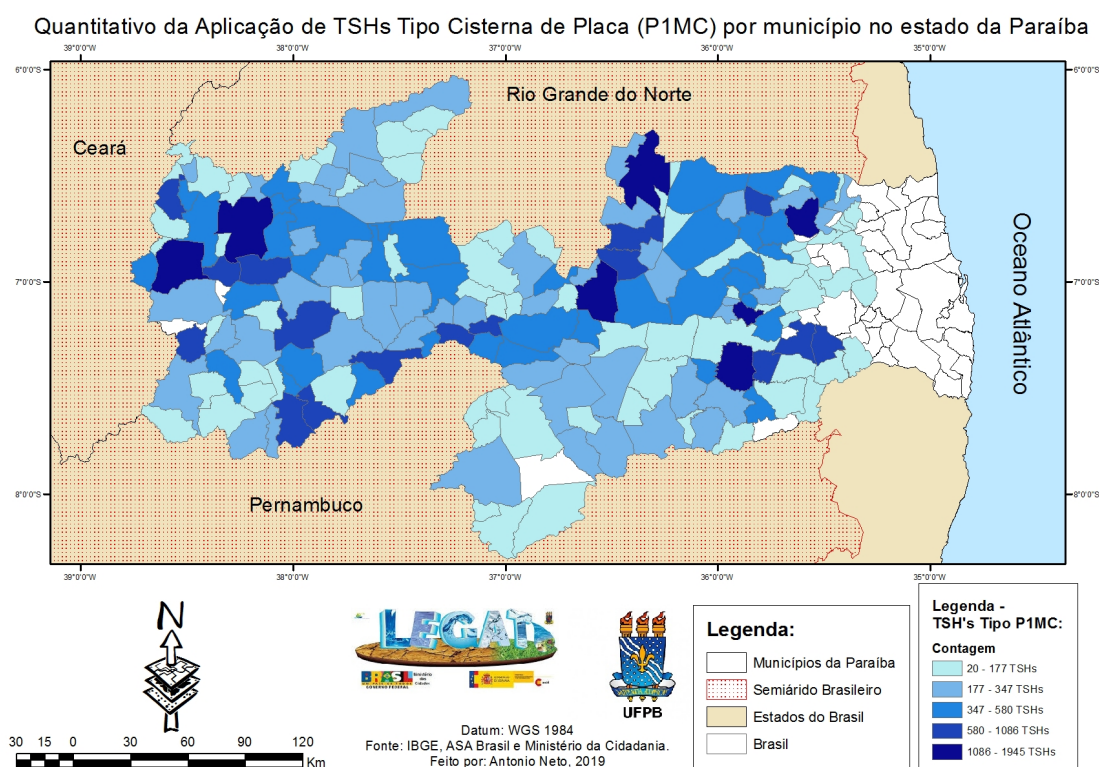 Quantitativo da Aplicação de TSHs Tipo Cisterna de Placa (P1MC) por município no estado da Paraíba
39°0'0"W 38°0'0"W 37°0'0"W 36°0'0"W 35°0'0"W
6°0'0"S 6°0'0"S
Rio Grande do Norte
Ceará
Oceano Atlântico
7°0'0"S 7°0'0"S
8°0'0"S 8°0'0"S
Pernambuco
39°0'0"W 38°0'0"W 37°0'0"W 36°0'0"W 35°0'0"W
N
30 15 0 30 60 90 120
Km
LEGAT
BRASIL
GOVERNO FEDERAL
Ministério das Cidades
UFPB
Datum: WGS 1984
Fonte: IBGE, ASA Brasil e Ministério da Cidadania.
Feito por: Antonio Neto, 2019
Legenda:
Municípios da Paraíba
Semiárido Brasileiro
Estados do Brasil
Brasil
Legenda -
TSH's Tipo P1MC:
Contagem
20 - 177 TSHs
177 - 347 TSHs
347 - 580 TSHs
580 - 1086 TSHs
1086 - 1945 TSHs